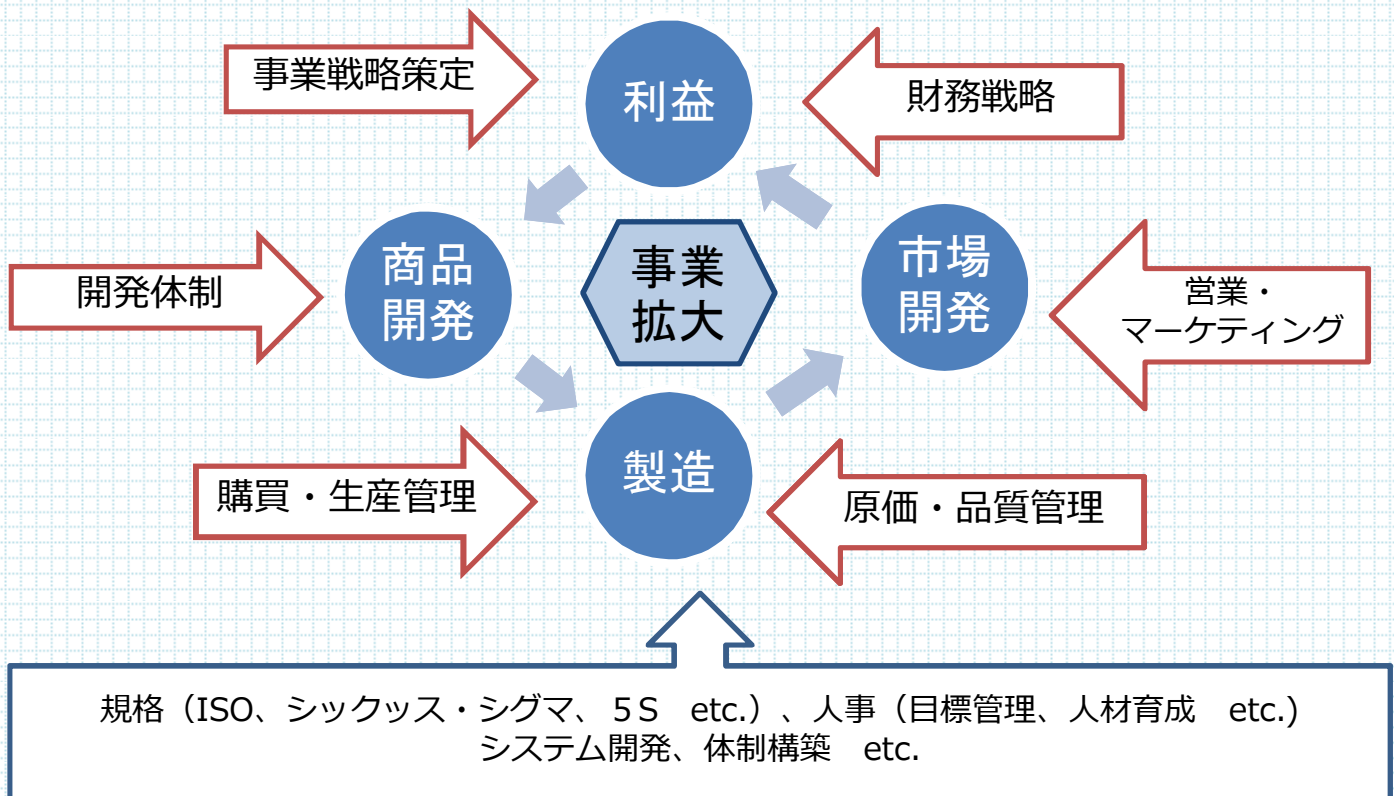 事業戦略策定
利益
財務戦略
商品
開発
事業
拡大
市場
開発
開発体制
営業・
マーケティング
購買・生産管理
製造
原価・品質管理
規格（ISO、シックッス・シグマ、５S　etc.）、人事（目標管理、人材育成　etc.)
システム開発、体制構築　etc.